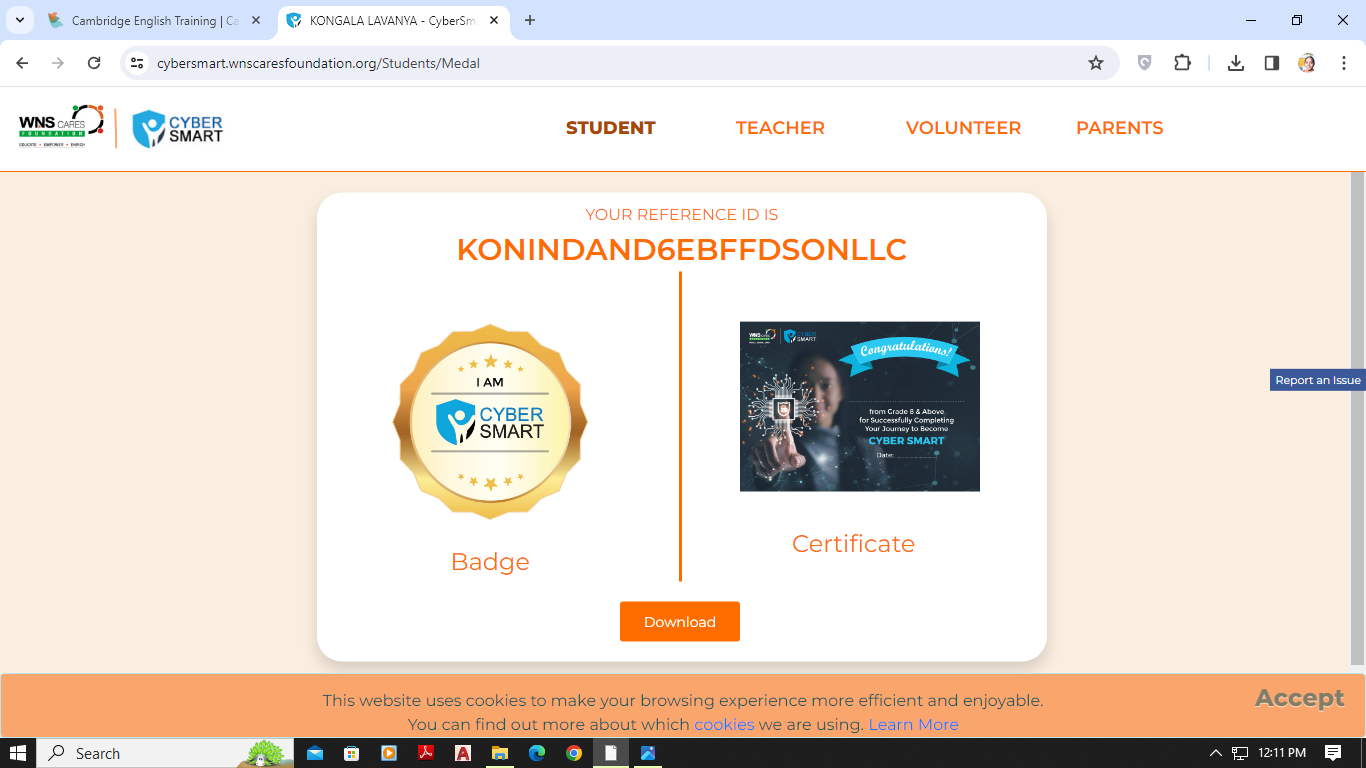 Cambridge English Training | Ca
KONGALA LAVANYA - CyberSm
cybersmart.wnscaresfoundation.org/Students/Medal
WNS CARES
FOUNDATION
EDUCATE • EMPOWER • ENRICH
CYBER
SMART
STUDENT
TEACHER
VOLUNTEER
PARENTS
YOUR REFERENCE ID IS
KONINDAND6EBFFDSONLLC
I AM
CYBER
SMART
Badge
WNS CARES
CYBER
SMART
Congratulations!
from Grade 8 & Above
for Successfully Completing
Your Journey to Become
CYBER SMART
Date:
Certificate
Download
Report an Issue
This website uses cookies to make your browsing experience more efficient and enjoyable.
You can find out more about which cookies we are using. Learn More
Accept
Search
12:11 PM